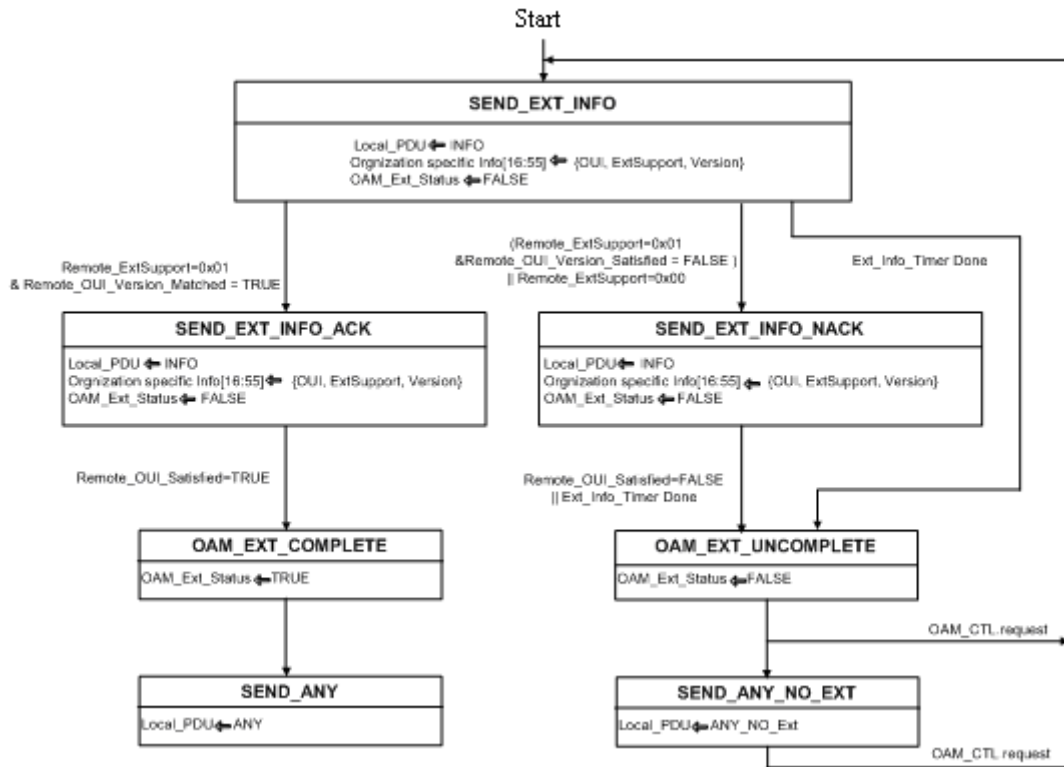 Start
SEND_EXT_INFO
Local_PDU ⇐ INFO
Orgnization specific Info[16:55] ⇐ {OUI, ExtSupport, Version}
OAM_Ext_Status ⇐ FALSE
Remote_ExtSupport=0x01
& Remote_OUI_Version_Matched = TRUE
(Remote_ExtSupport=0x01
&Remote_OUI_Version_Satisfied = FALSE )
|| Remote_ExtSupport=0x00
Ext_Info_Timer Done
SEND_EXT_INFO_ACK
Local_PDU ⇐ INFO
Orgnization specific Info[16:55] ⇐ {OUI, ExtSupport, Version}
OAM_Ext_Status ⇐ FALSE
SEND_EXT_INFO_NACK
Local_PDU ⇐ INFO
Orgnization specific Info[16:55] ⇐ {OUI, ExtSupport, Version}
OAM_Ext_Status ⇐ FALSE
Remote_OUI_Satisfied=TRUE
Remote_OUI_Satisfied=FALSE
|| Ext_Info_Timer Done
OAM_EXT_COMPLETE
OAM_Ext_Status ⇐ TRUE
OAM_EXT_UNCOMPLETE
OAM_Ext_Status ⇐ FALSE
OAM_CTL.request
SEND_ANY
Local_PDU ⇐ ANY
SEND_ANY_NO_EXT
Local_PDU ⇐ ANY_NO_Ext
OAM_CTL.request